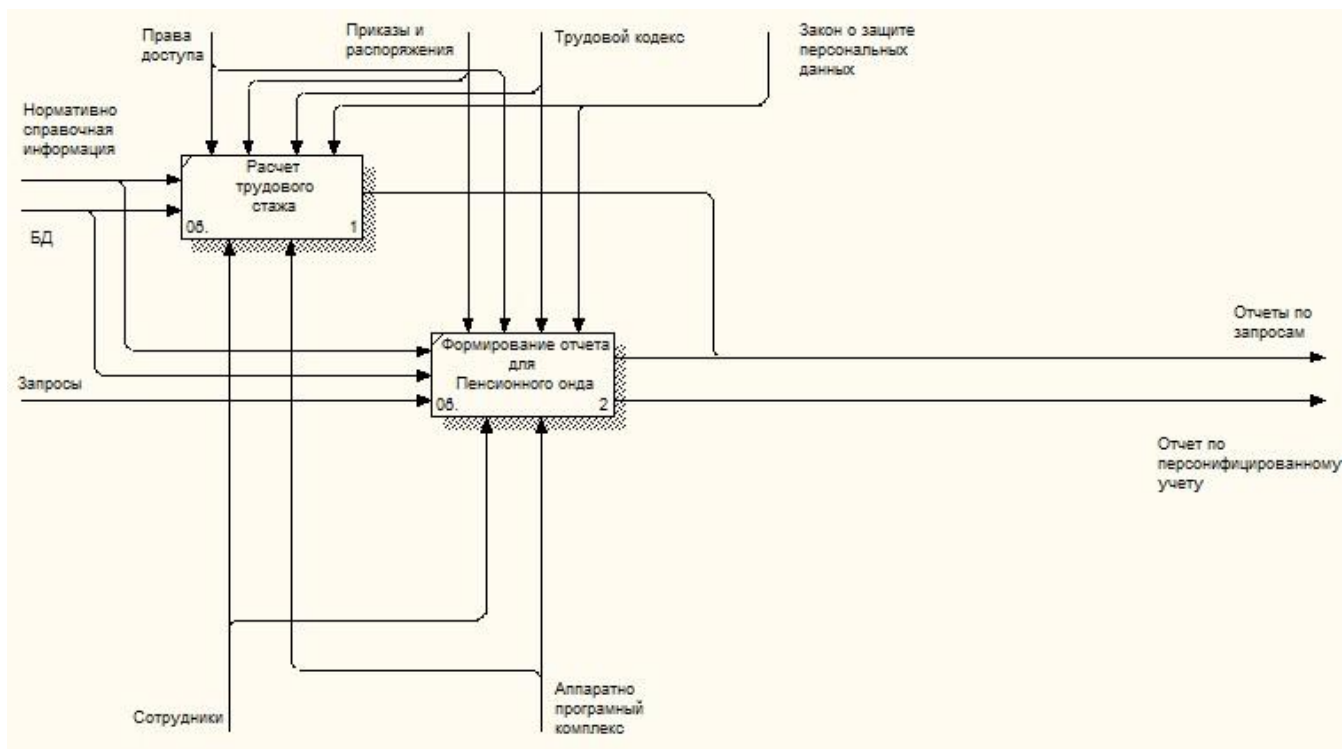 Права
доступа
Приказы и
распоряжения
Трудовой кодекс
Закон о защите
персональных
данных
Нормативно
справочная
информация
БД
Расчет
трудового
стажа
0б.
1
Запросы
Формирование отчета
для
Пенсионного онда
0б.
2
Отчеты по
запросам
Отчет по
персонифицированному
учету
Сотрудники
Аппаратно
програмный
комплекс